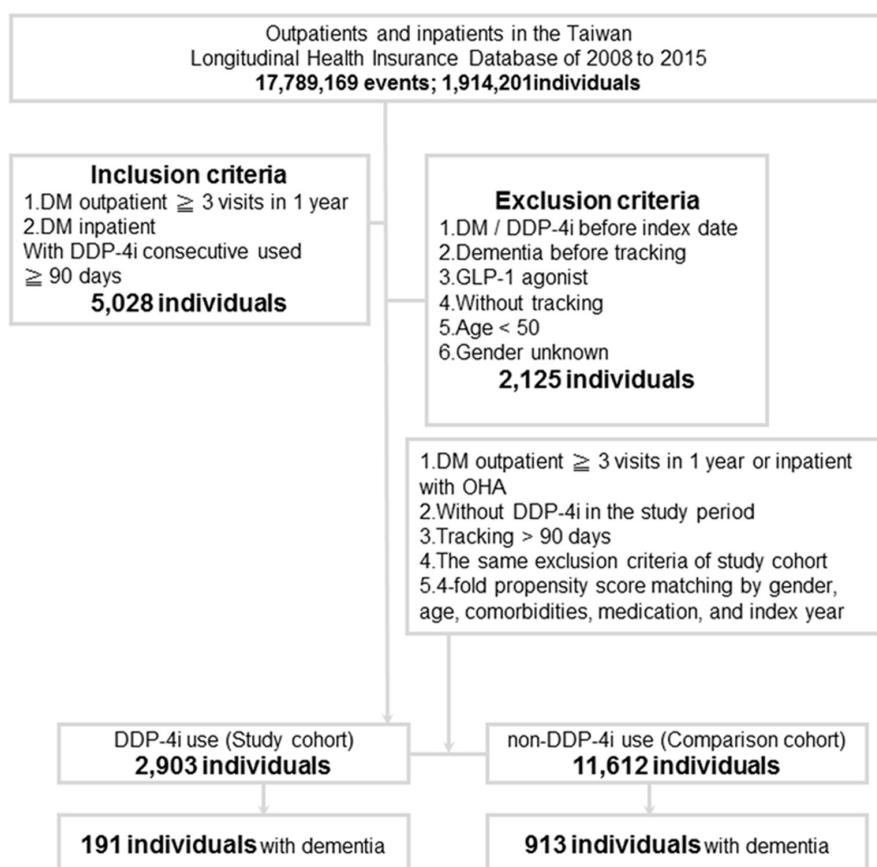 Outpatients and inpatients in the Taiwan
Longitudinal Health Insurance Database of 2008 to 2015
17,789,169 events; 1,914,201individuals
Inclusion criteria
1.DM outpatient ≧ 3 visits in 1 year
2.DM inpatient
With DDP-4i consecutive used
≧ 90 days
5,028 individuals
Exclusion criteria
1.DM / DDP-4i before index date
2.Dementia before tracking
3.GLP-1 agonist
4.Without tracking
5.Age < 50
6.Gender unknown
2,125 individuals
1.DM outpatient ≧ 3 visits in 1 year or inpatient
with OHA
2.Without DDP-4i in the study period
3.Tracking > 90 days
4.The same exclusion criteria of study cohort
5.4-fold propensity score matching by gender,
age, comorbidities, medication, and index year
DDP-4i use (Study cohort)
2,903 individuals
non-DDP-4i use (Comparison cohort)
11,612 individuals
191 individuals with dementia
913 individuals with dementia